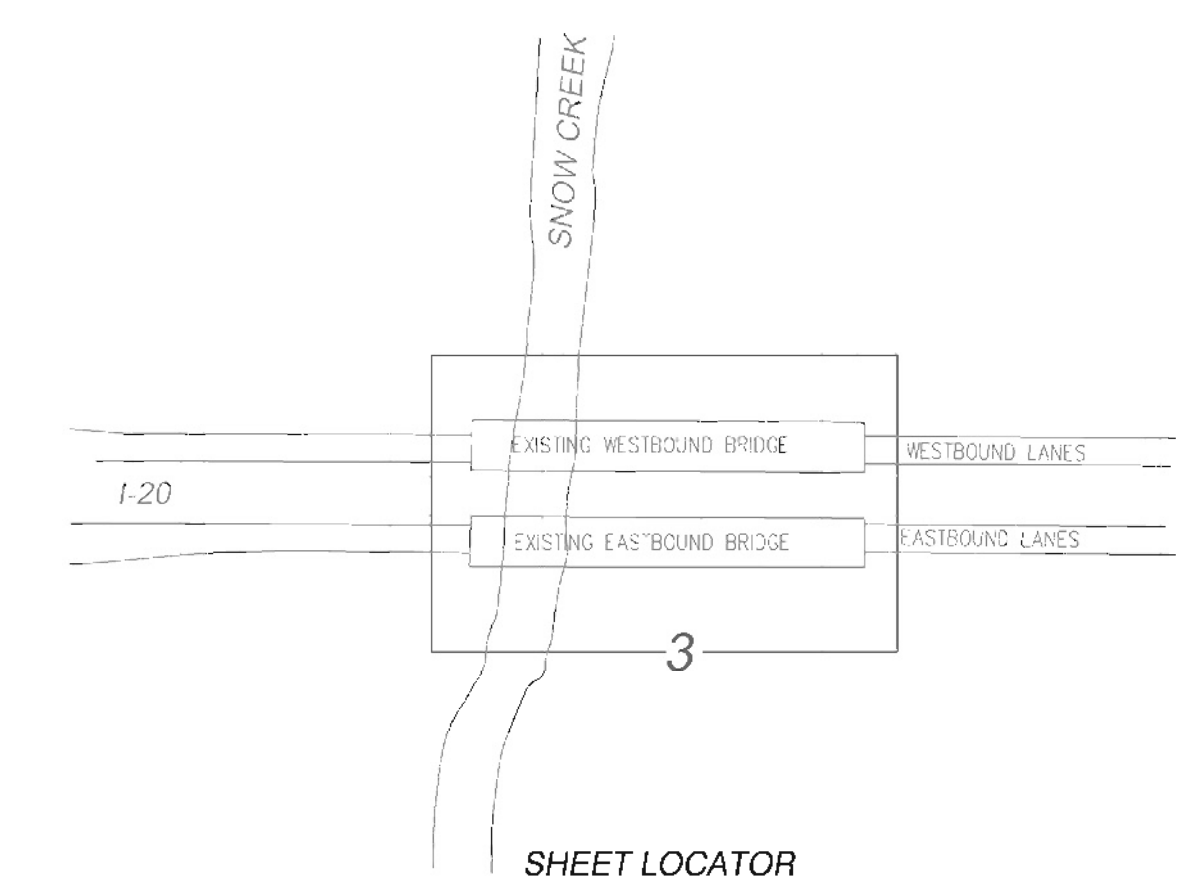 SNOW CREEK
EXISTING WESTBOUND BRIDGE
WESTBOUND LANES
I-20
EXISTING EASTBOUND BRIDGE
EASTBOUND LANES
3
SHEET LOCATOR